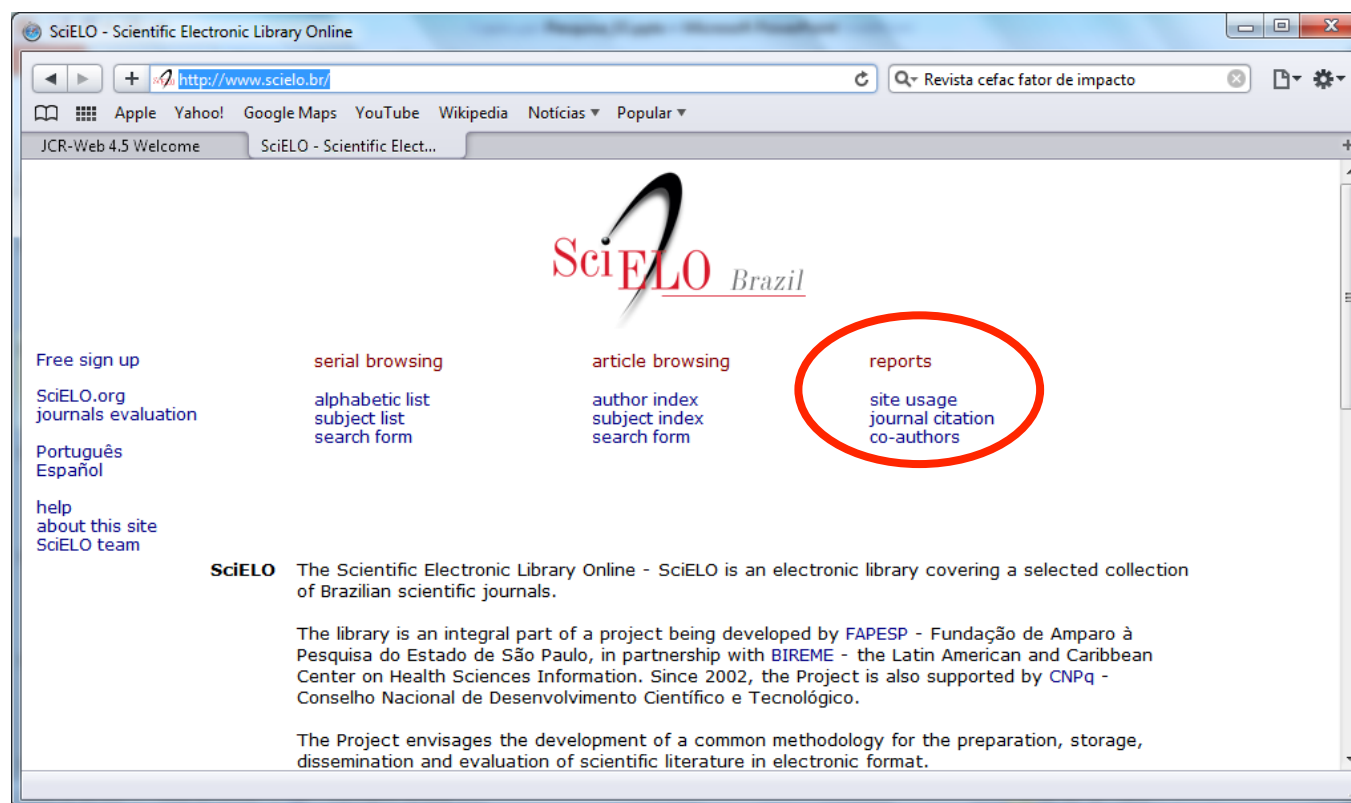 SciELO - Scientific Electronic Library Online
http://www.scielo.br/
Revista cefac fator de impacto
Apple Yahoo! Google Maps YouTube Wikipedia Notícias Popular
JCR-Web 4.5 Welcome
SciELO - Scientific Elect...
SciELO Brazil
Free sign up
SciELO.org
journals evaluation
Português
Español
help
about this site
SciELO team
serial browsing
alphabetic list
subject list
search form
article browsing
author index
subject index
search form
reports
site usage
journal citation
co-authors
SciELO The Scientific Electronic Library Online - SciELO is an electronic library covering a selected collection
of Brazilian scientific journals.
The library is an integral part of a project being developed by FAPESP - Fundação de Amparo à
Pesquisa do Estado de São Paulo, in partnership with BIREME - the Latin American and Caribbean
Center on Health Sciences Information. Since 2002, the Project is also supported by CNPq -
Conselho Nacional de Desenvolvimento Científico e Tecnológico.
The Project envisages the development of a common methodology for the preparation, storage,
dissemination and evaluation of scientific literature in electronic format.